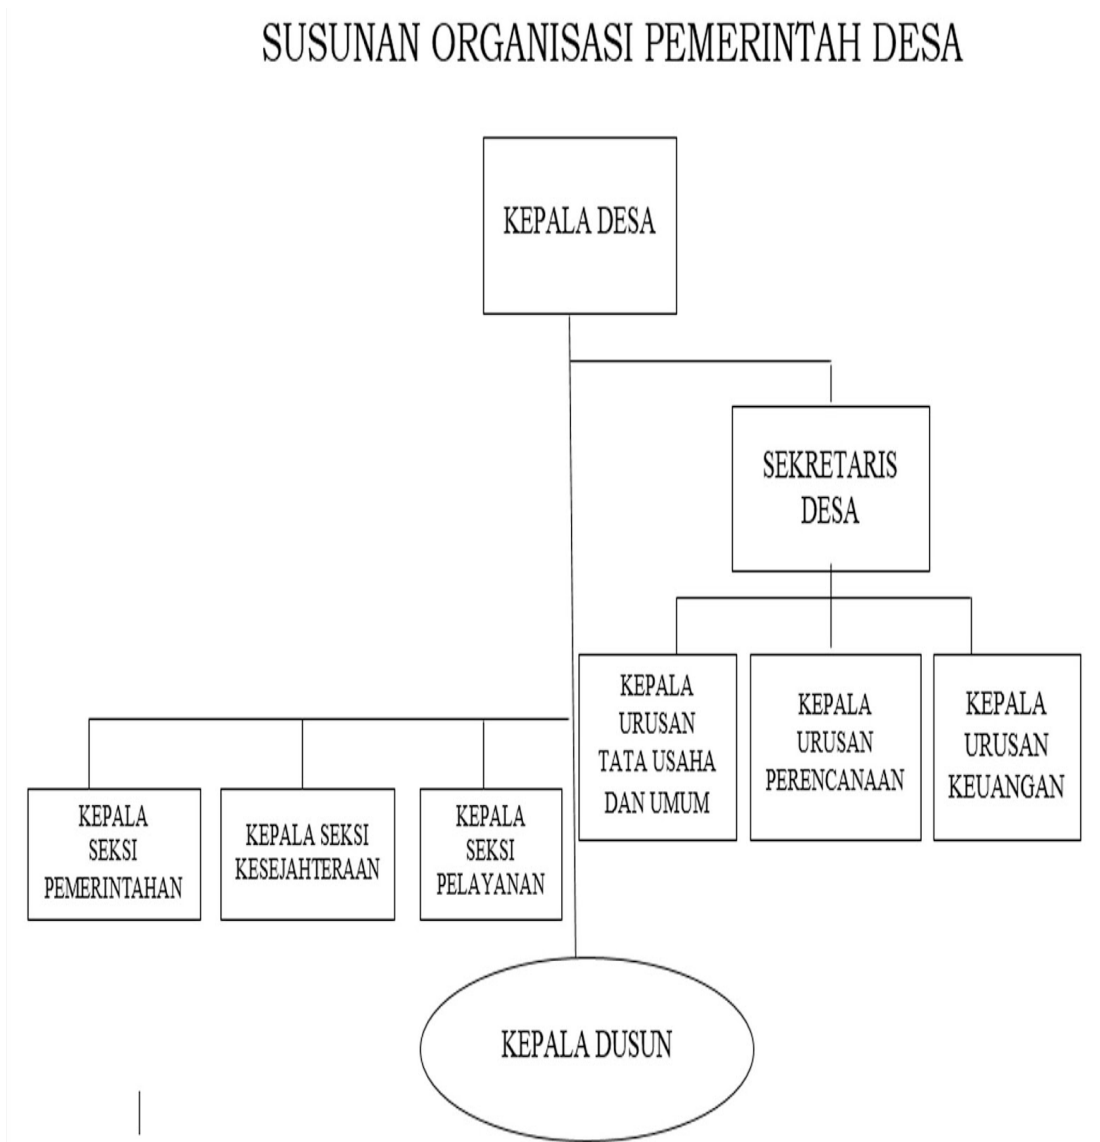 SUSUNAN ORGANISASI PEMERINTAH DESA
KEPALA DESA
SEKRETARIS
DESA
KEPALA
URUSAN
TATA USAHA
DAN UMUM
KEPALA
URUSAN
PERENCANAAN
KEPALA
URUSAN
KEUANGAN
KEPALA
SEKSI
PEMERINTAHAN
KEPALA SEKSI
KESEJAHTERAAN
KEPALA
SEKSI
PELAYANAN
KEPALA DUSUN